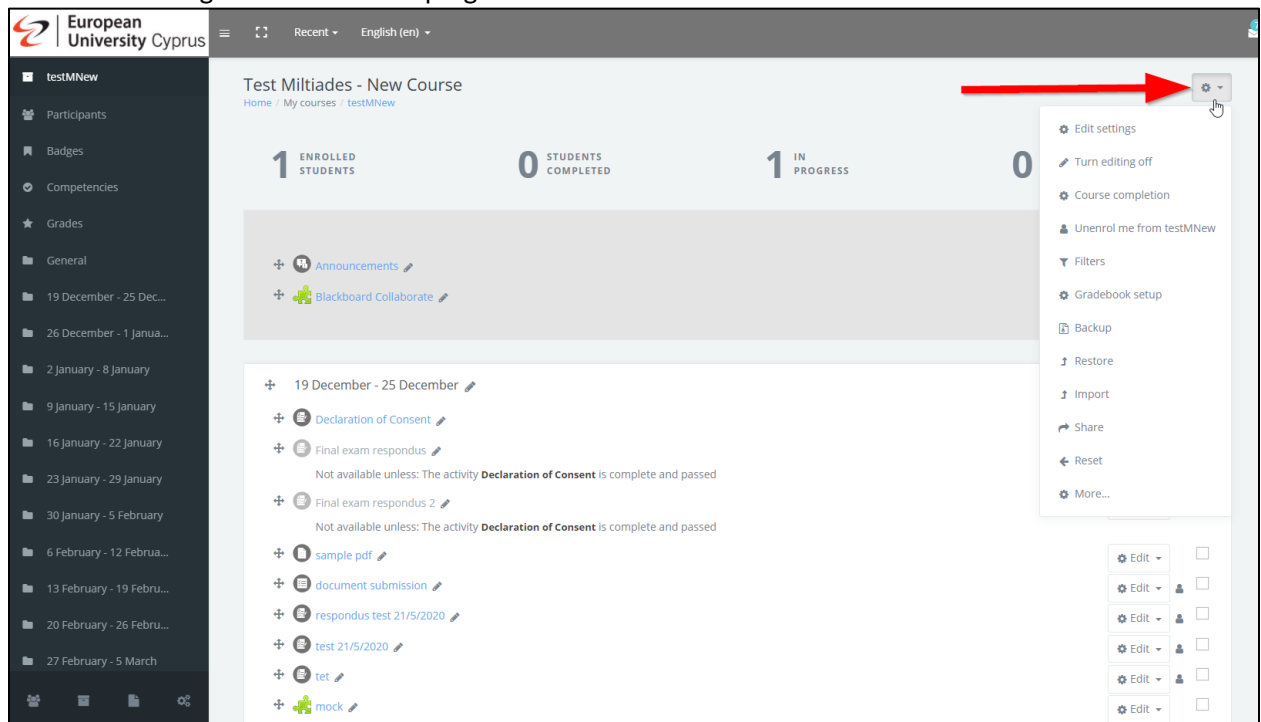 European
University Cyprus
Recent
English (en)
testMNew
Participants
Badges
Competencies
Grades
General
19 December - 25 Dec...
26 December - 1 Janua...
2 January - 8 January
9 January - 15 January
16 January - 22 January
23 January - 29 January
30 January - 5 February
6 February - 12 Februa...
13 February - 19 Febru...
20 February - 26 Febru...
27 February - 5 March
Test Miltiades - New Course
Home / My courses / testMNew
1 ENROLLED STUDENTS
0 STUDENTS COMPLETED
1 IN PROGRESS
0
Edit settings
Turn editing off
Course completion
Unenrol me from testMNew
Filters
Gradebook setup
Backup
Restore
Import
Share
Reset
More...
Announcements
Blackboard Collaborate
19 December - 25 December
Declaration of Consent
Final exam respondus
Not available unless: The activity Declaration of Consent is complete and passed
Final exam respondus 2
Not available unless: The activity Declaration of Consent is complete and passed
sample pdf
Edit
document submission
Edit
respondus test 21/5/2020
Edit
test 21/5/2020
Edit
tet
Edit
mock
Edit